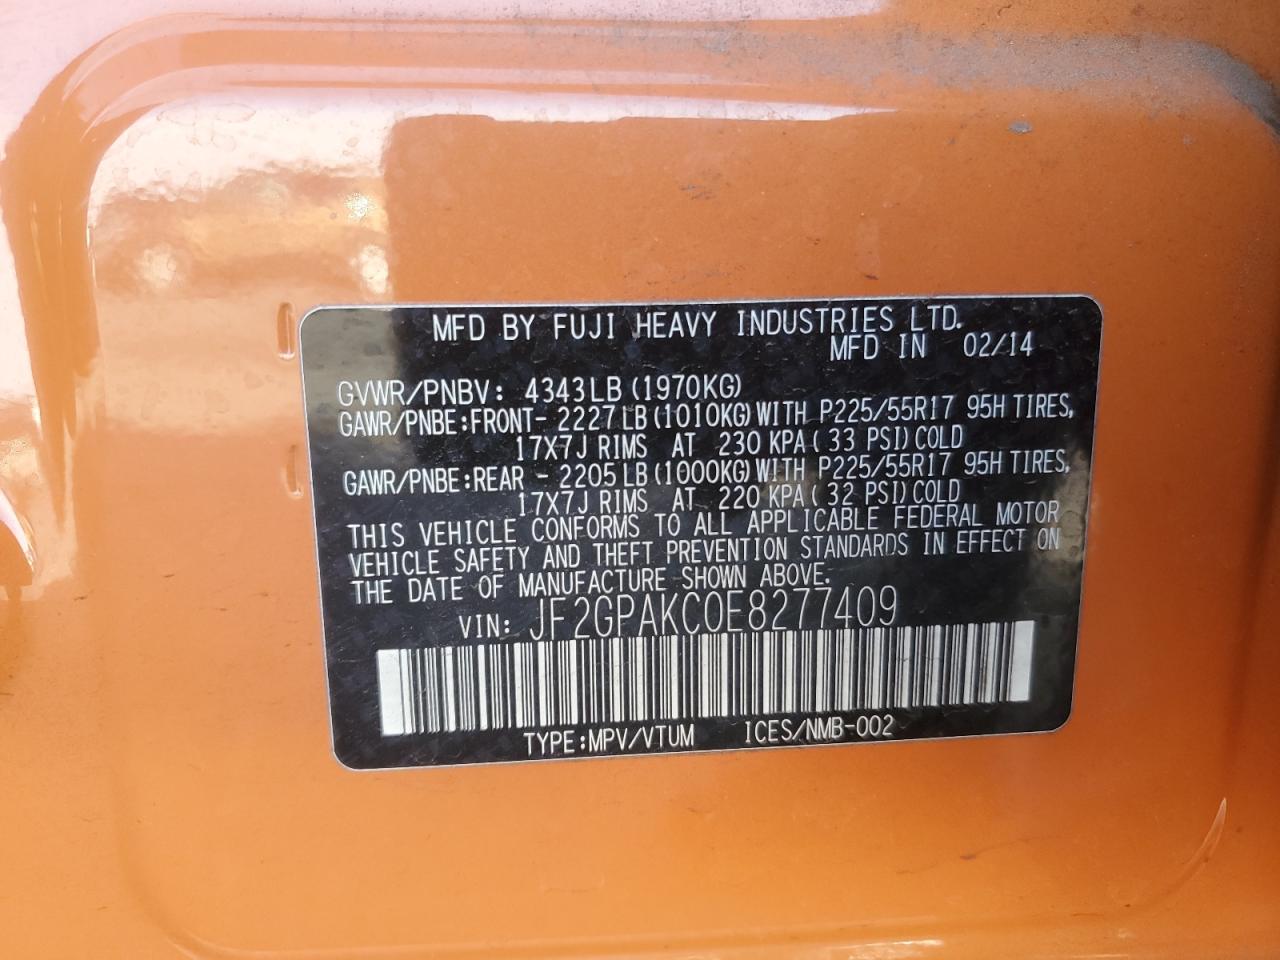 MFD BY FUJI HEAVY INDUSTRIES LTD.
MFD IN 02/14
GVWR/PNBV: 4343LB (1970KG)
GAWR/PNBE:FRONT- 2227LB (1010KG) WITH P225/55R17 95H TIRES,
17X7J RIMS AT 230 KPA ( 33 PSI) COLD
GAWR/PNBE:REAR - 2205LB (1000KG) WITH P225/55R17 95H TIRES,
17X7J RIMS AT 220 KPA ( 32 PSI) COLD
THIS VEHICLE CONFORMS TO ALL APPLICABLE FEDERAL MOTOR
VEHICLE SAFETY AND THEFT PREVENTION STANDARDS IN EFFECT ON
THE DATE OF MANUFACTURE SHOWN ABOVE.
VIN: JF2GPAKC0E8277409
TYPE:MPV/VTUM ICES/NMB-002